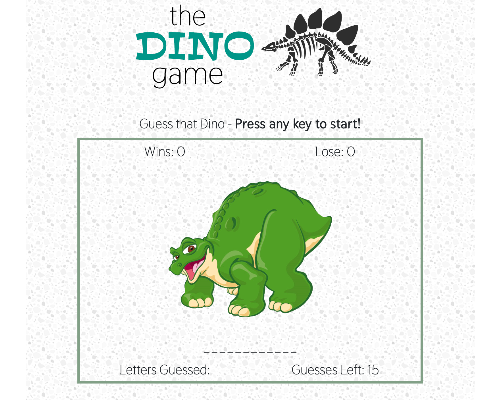 the
DINO
game
Guess that Dino - Press any key to start!
Wins: 0 Lose: 0
_ _ _ _ _ _ _ _ _ _ _ _
Letters Guessed: Guesses Left: 15